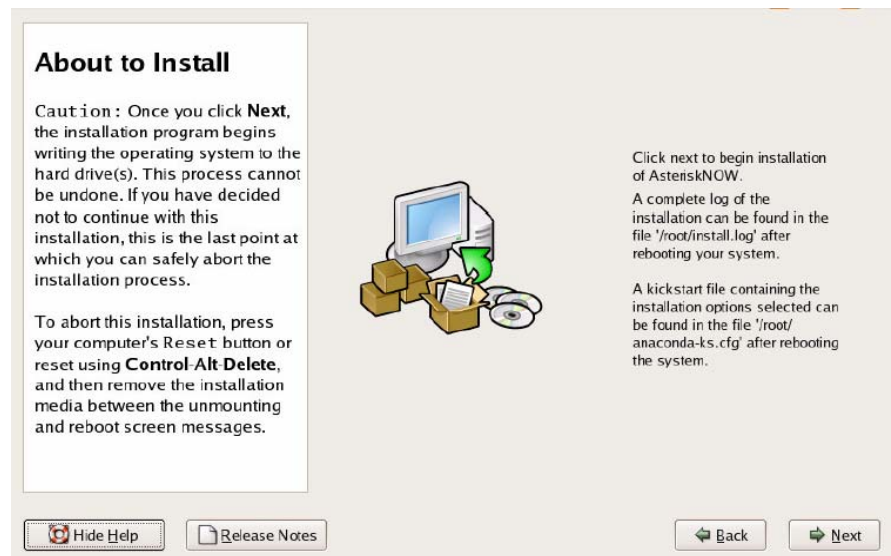 About to Install
Caution: Once you click Next,
the installation program begins
writing the operating system to the
hard drive(s). This process cannot
be undone. If you have decided
not to continue with this
installation, this is the last point at
which you can safely abort the
installation process.
To abort this installation, press
your computer's Reset button or
reset using Control-Alt-Delete,
and then remove the installation
media between the unmounting
and reboot screen messages.
Click next to begin installation
of AsteriskNOW.
A complete log of the
installation can be found in the
file '/root/install.log' after
rebooting your system.
A kickstart file containing the
installation options selected can
be found in the file '/root/
anaconda-ks.cfg' after rebooting
the system.
Hide Help
Release Notes
Back
Next